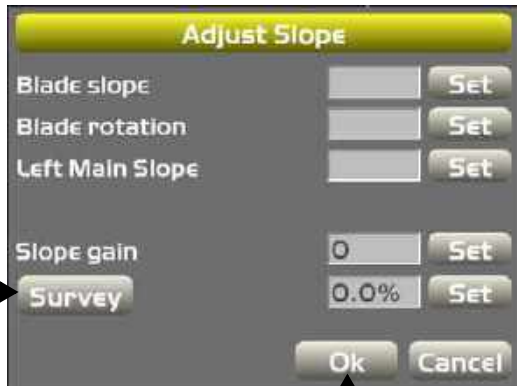 Adjust Slope
Blade slope Set
Blade rotation Set
Left Main Slope Set
Slope gain 0 Set
Survey 0.0% Set
Ok Cancel